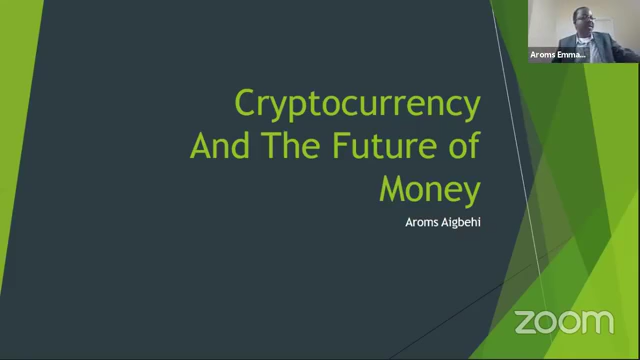 Aroms Emma...
Cryptocurrency
And The Future of
Money
Aroms Aigbehi
zoom